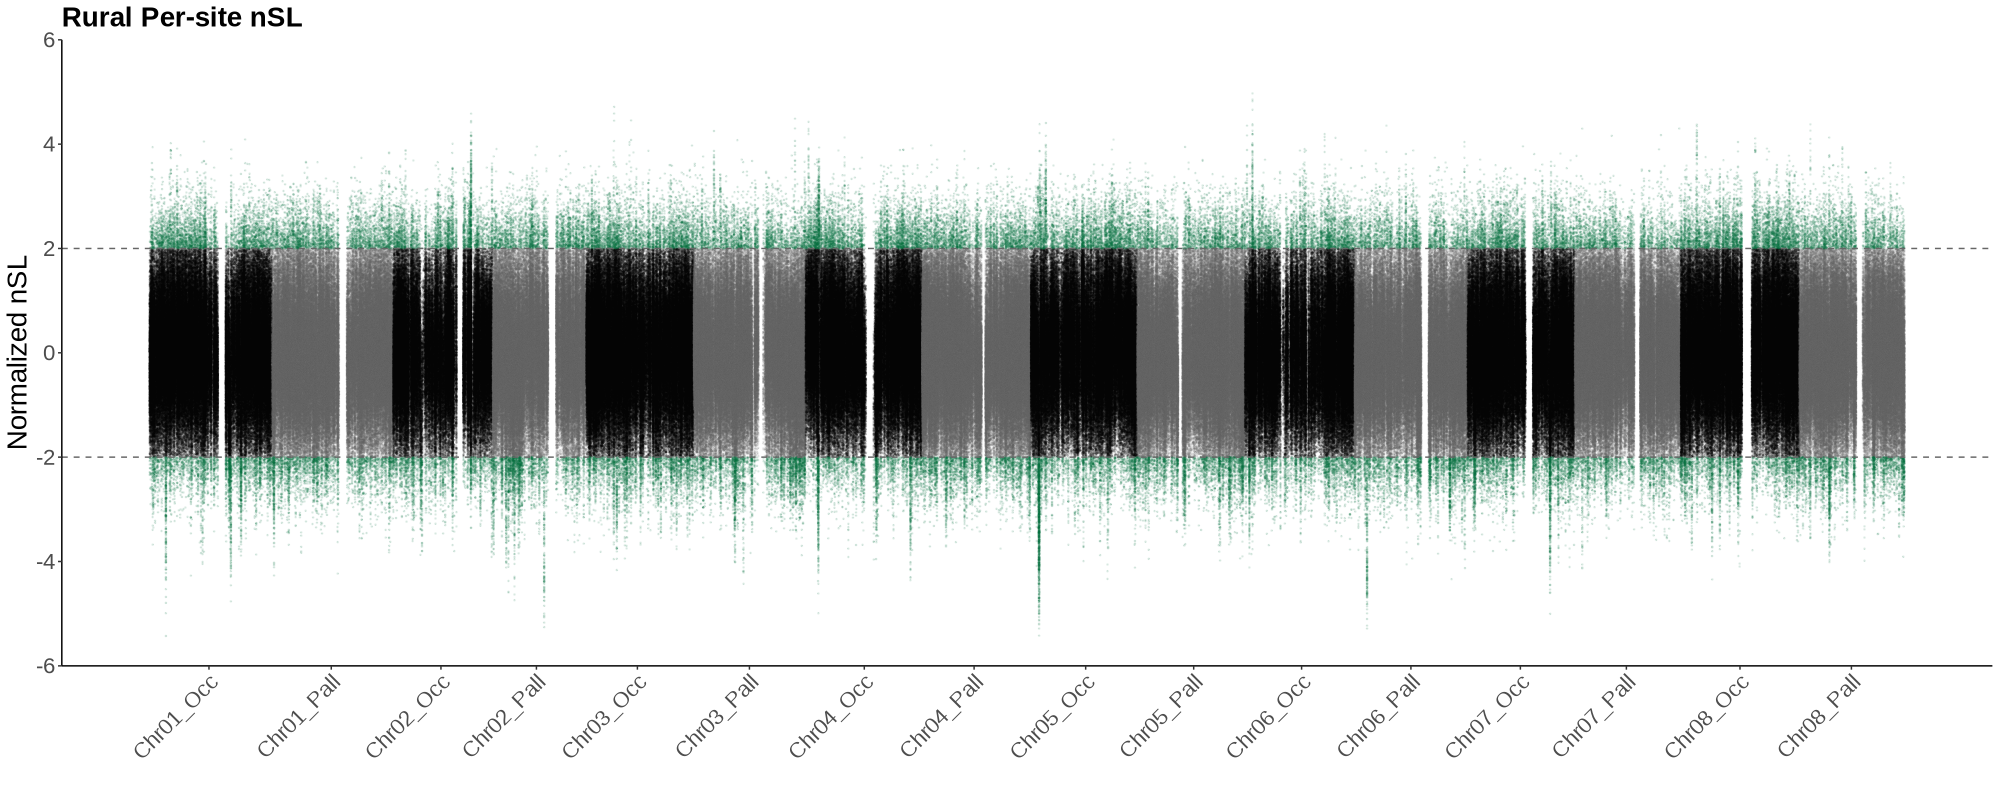 Rural Per-site nSL
Normalized nSL
6
4
2
0
-2
-4
-6
Chr01_Occ
Chr01_Pall
Chr02_Occ
Chr02_Pall
Chr03_Occ
Chr03_Pall
Chr04_Occ
Chr04_Pall
Chr05_Occ
Chr05_Pall
Chr06_Occ
Chr06_Pall
Chr07_Occ
Chr07_Pall
Chr08_Occ
Chr08_Pall